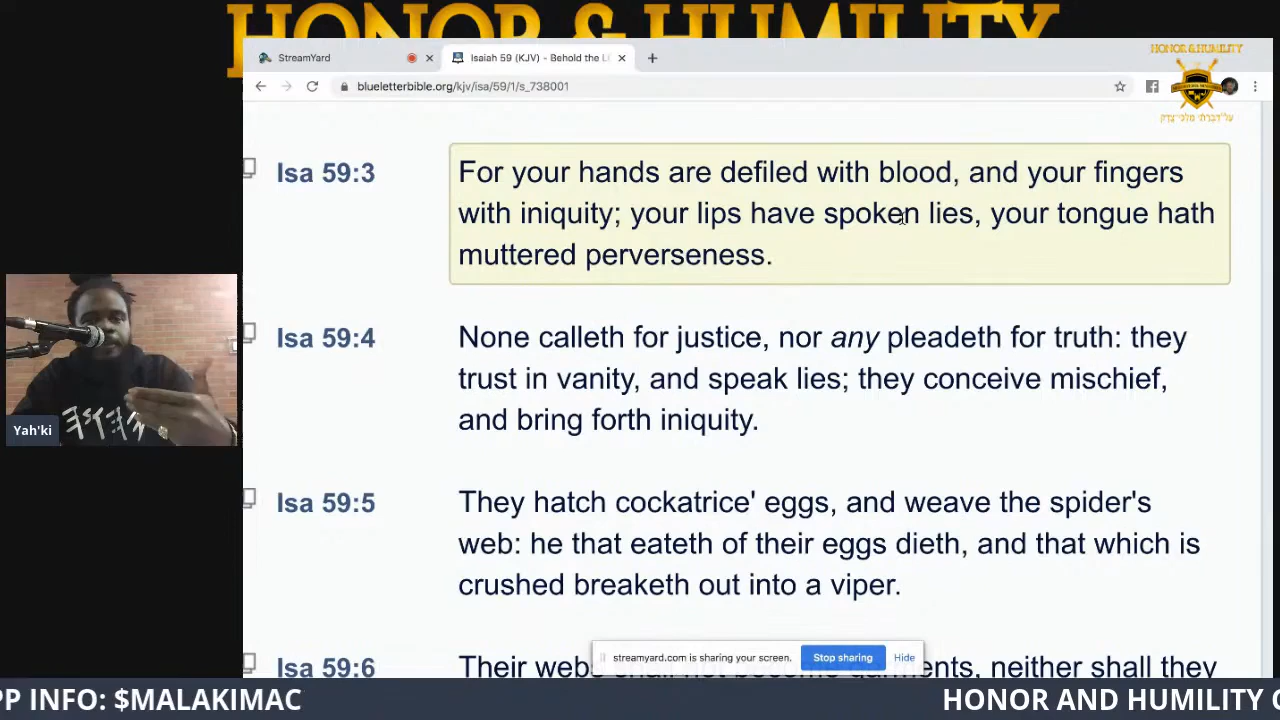 HONOR & HUMILITY
StreamYard
Isaiah 59 (KJV) - Behold the L
HONOR & HUMILITY
blueletterbible.org/kjv/isa/59/1/s_738001
Isa 59:3
For your hands are defiled with blood, and your fingers
with iniquity; your lips have spoken lies, your tongue hath
muttered perverseness.
Isa 59:4
None calleth for justice, nor any pleadeth for truth: they
trust in vanity, and speak lies; they conceive mischief,
and bring forth iniquity.
Yah'ki
Isa 59:5
They hatch cockatrice' eggs, and weave the spider's
web: he that eateth of their eggs dieth, and that which is
crushed breaketh out into a viper.
Isa 59:6
Their webs shall not become garments, neither shall they
streamyard.com is sharing your screen.
Stop sharing
Hide
PP INFO: $MALAKIMAC
HONOR AND HUMILITY C